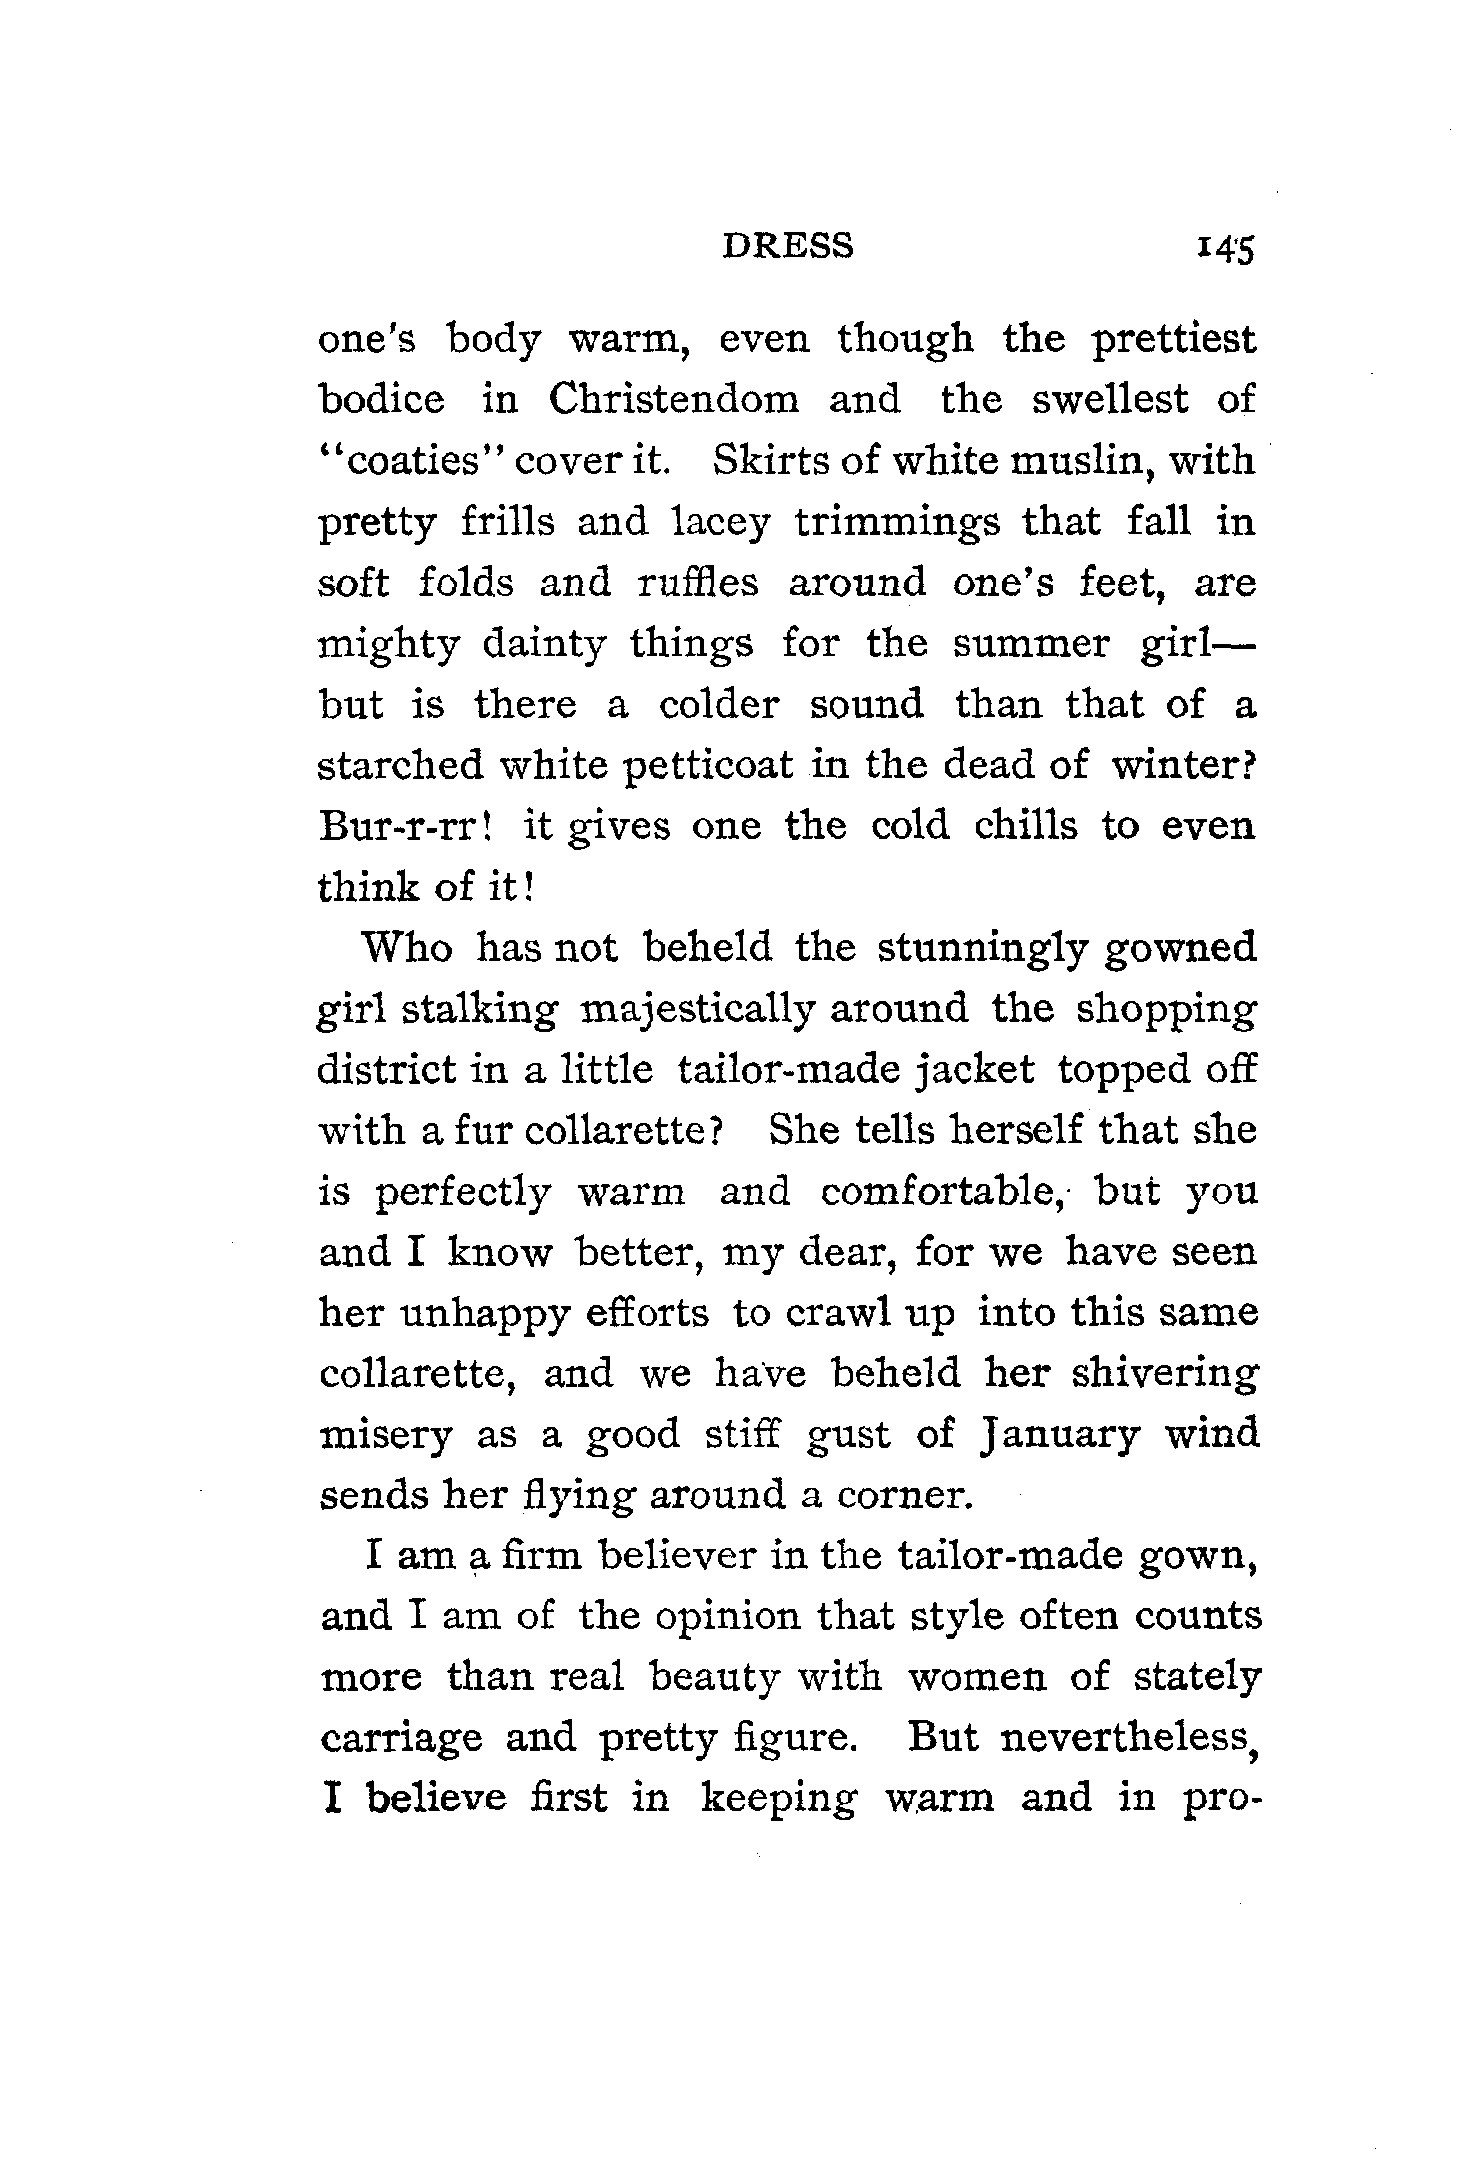 DRESS 145
one's body warm, even though the prettiest
bodice in Christendom and the swellest of
"coaties" cover it. Skirts of white muslin, with
pretty frills and lacey trimmings that fall in
soft folds and ruffles around one's feet, are
mighty dainty things for the summer girl—
but is there a colder sound than that of a
starched white petticoat in the dead of winter?
Bur-r-rr! it gives one the cold chills to even
think of it!
Who has not beheld the stunningly gowned
girl stalking majestically around the shopping
district in a little tailor-made jacket topped off
with a fur collarette? She tells herself that she
is perfectly warm and comfortable, but you
and I know better, my dear, for we have seen
her unhappy efforts to crawl up into this same
collarette, and we have beheld her shivering
misery as a good stiff gust of January wind
sends her flying around a corner.
I am a firm believer in the tailor-made gown,
and I am of the opinion that style often counts
more than real beauty with women of stately
carriage and pretty figure. But nevertheless,
I believe first in keeping warm and in pro-